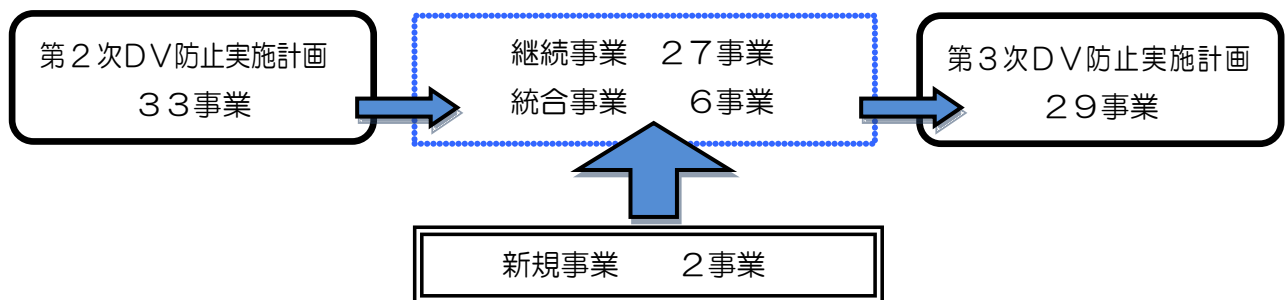 第２次ＤＶ防止実施計画
３３事業
継続事業　２７事業
統合事業　　６事業
第３次ＤＶ防止実施計画
２９事業
新規事業　　２事業